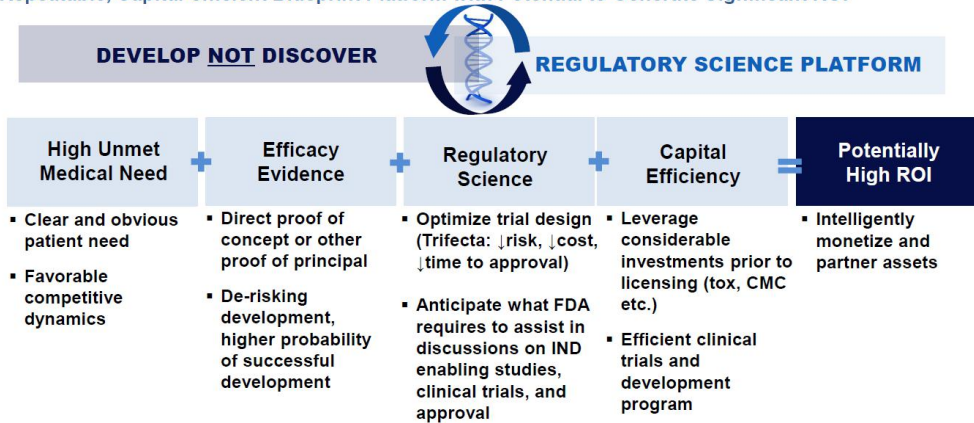 DEVELOP NOT DISCOVER
REGULATORY SCIENCE PLATFORM
High Unmet
Medical Need
+
Efficacy
Evidence
+
Regulatory
Science
+
Capital
Efficiency
=
Potentially
High ROI
▪ Clear and obvious
patient need
▪ Favorable
competitive
dynamics
▪ Direct proof of
concept or other
proof of principal
▪ De-risking
development,
higher probability
of successful
development
▪ Optimize trial design
(Trifecta: ↓risk, ↓cost,
↓time to approval)
▪ Anticipate what FDA
requires to assist in
discussions on IND
enabling studies,
clinical trials, and
approval
▪ Leverage
considerable
investments prior to
licensing (tox, CMC
etc.)
▪ Efficient clinical
trials and
development
program
▪ Intelligently
monetize and
partner assets